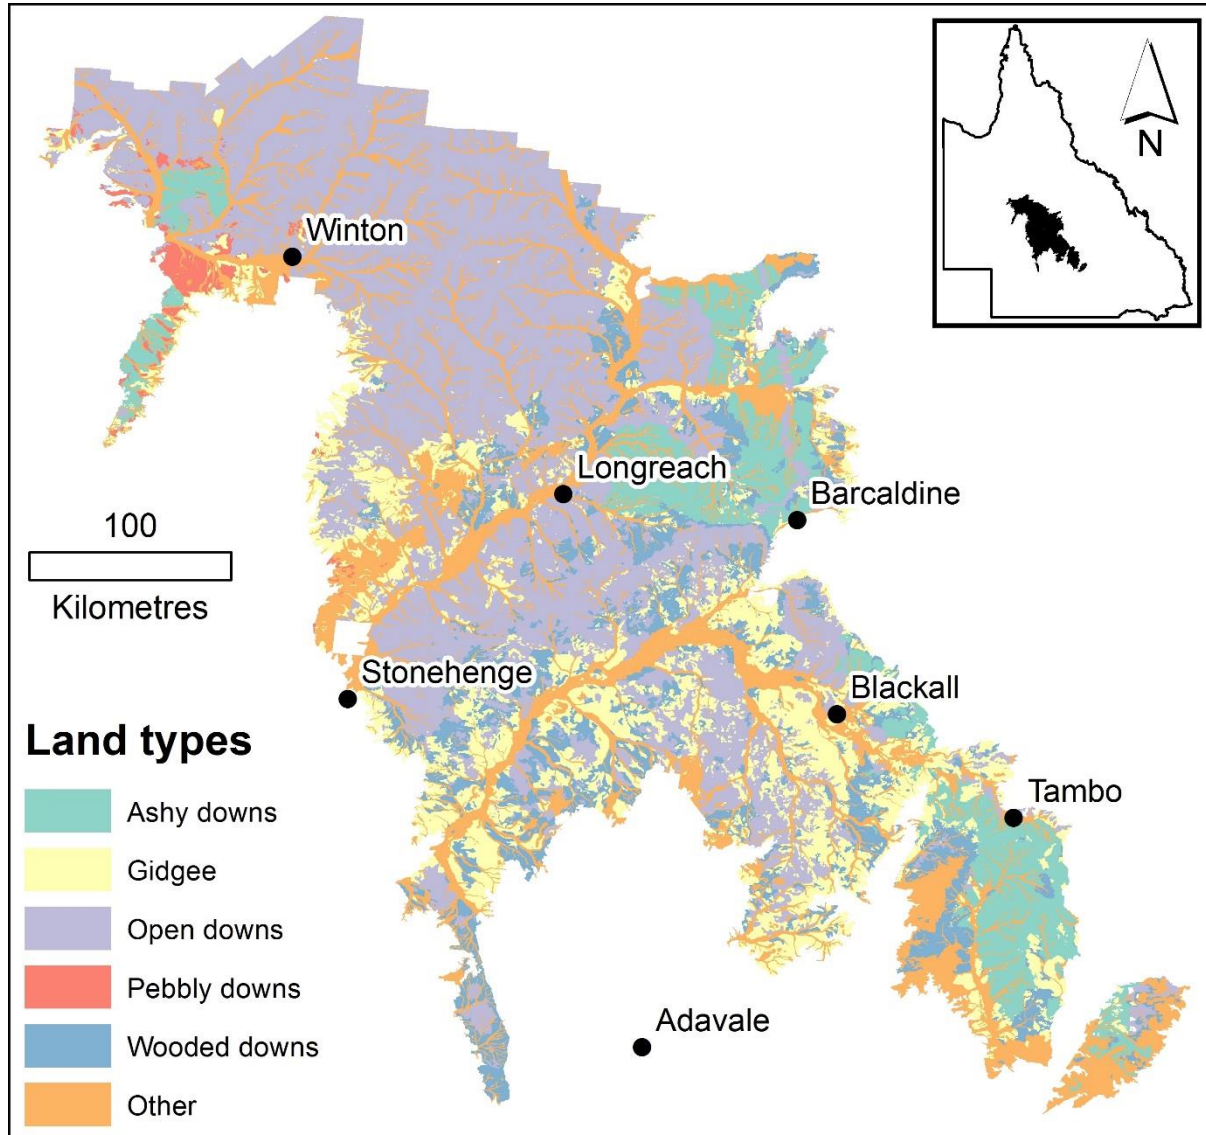 N
Winton
Longreach
Barcaldine
100
Kilometres
Stonehenge
Blackall
Land types
Tambo
Ashy downs
Gidgee
Open downs
Pebbly downs
Wooded downs
Adavale
Other